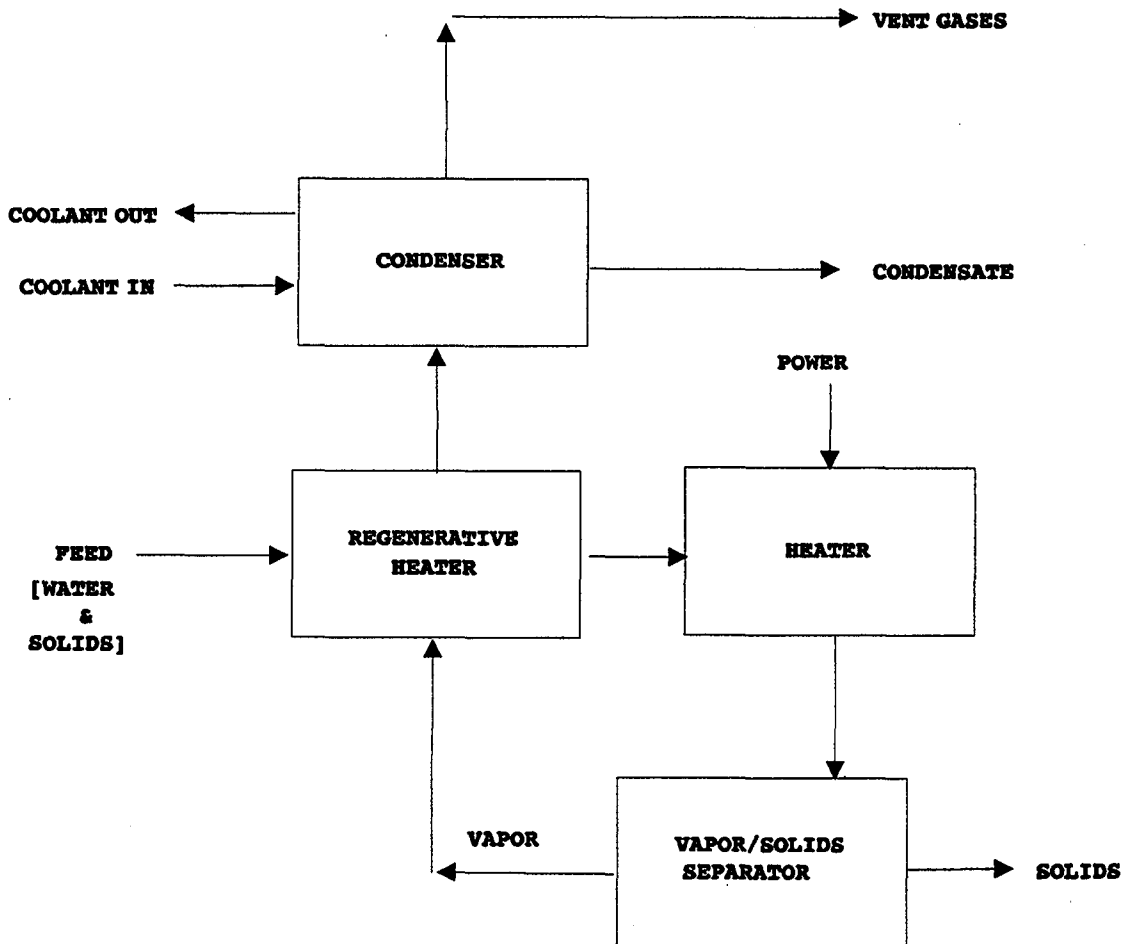 VENT GASES
COOLANT OUT
CONDENSER
COOLANT IN
CONDENSATE
POWER
FEED
[WATER
&
SOLIDS]
REGENERATIVE
HEATER
HEATER
VAPOR
VAPOR/SOLIDS
SEPARATOR
SOLIDS